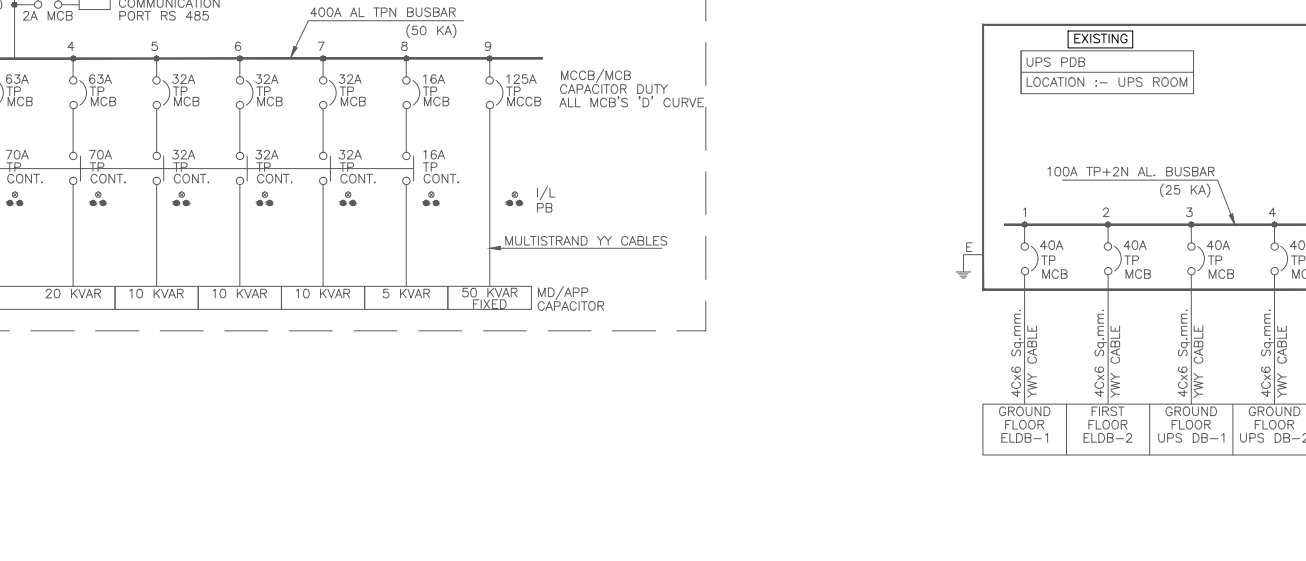 COMMUNICATION
2A MCB
PORT RS 485
400A AL TPN BUSBAR
(50 KA)
4
5
6
7
8
9
63A
TP
MCB
63A
TP
MCB
32A
TP
MCB
32A
TP
MCB
32A
TP
MCB
16A
TP
MCB
125A
TP
MCCB
MCCB/MCB
CAPACITOR DUTY
ALL MCB'S 'D' CURVE
70A
TP
CONT.
70A
TP
CONT.
32A
TP
CONT.
32A
TP
CONT.
32A
TP
CONT.
16A
TP
CONT.
I/L
PB
MULTISTRAND YY CABLES
20 KVAR
10 KVAR
10 KVAR
10 KVAR
5 KVAR
50 KVAR
FIXED
MD/APP
CAPACITOR
EXISTING
UPS PDB
LOCATION :- UPS ROOM
100A TP+2N AL. BUSBAR
(25 KA)
1
2
3
4
E
40A
TP
MCB
40A
TP
MCB
40A
TP
MCB
40
TP
4Cx6 Sq.mm.
YWY CABLE
4Cx6 Sq.mm.
YWY CABLE
4Cx6 Sq.mm.
YWY CABLE
4Cx6 Sq.mm.
YWY CABLE
GROUND
FLOOR
ELDB-1
FIRST
FLOOR
ELDB-2
GROUND
FLOOR
UPS DB-1
GROUND
FLOOR
UPS DB-2